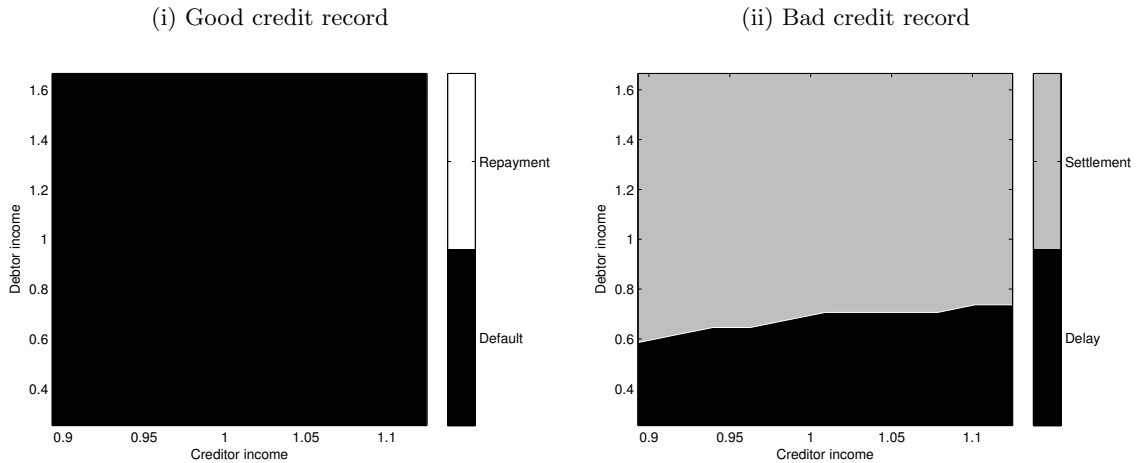 (i) Good credit record
1.6
1.4
1.2
1
0.8
0.6
0.4
Debtor income
0.9 0.95 1 1.05 1.1
Creditor income
Repayment
Default
(ii) Bad credit record
1.6
1.4
1.2
1
0.8
0.6
0.4
Debtor income
0.9 0.95 1 1.05 1.1
Creditor income
Settlement
Delay